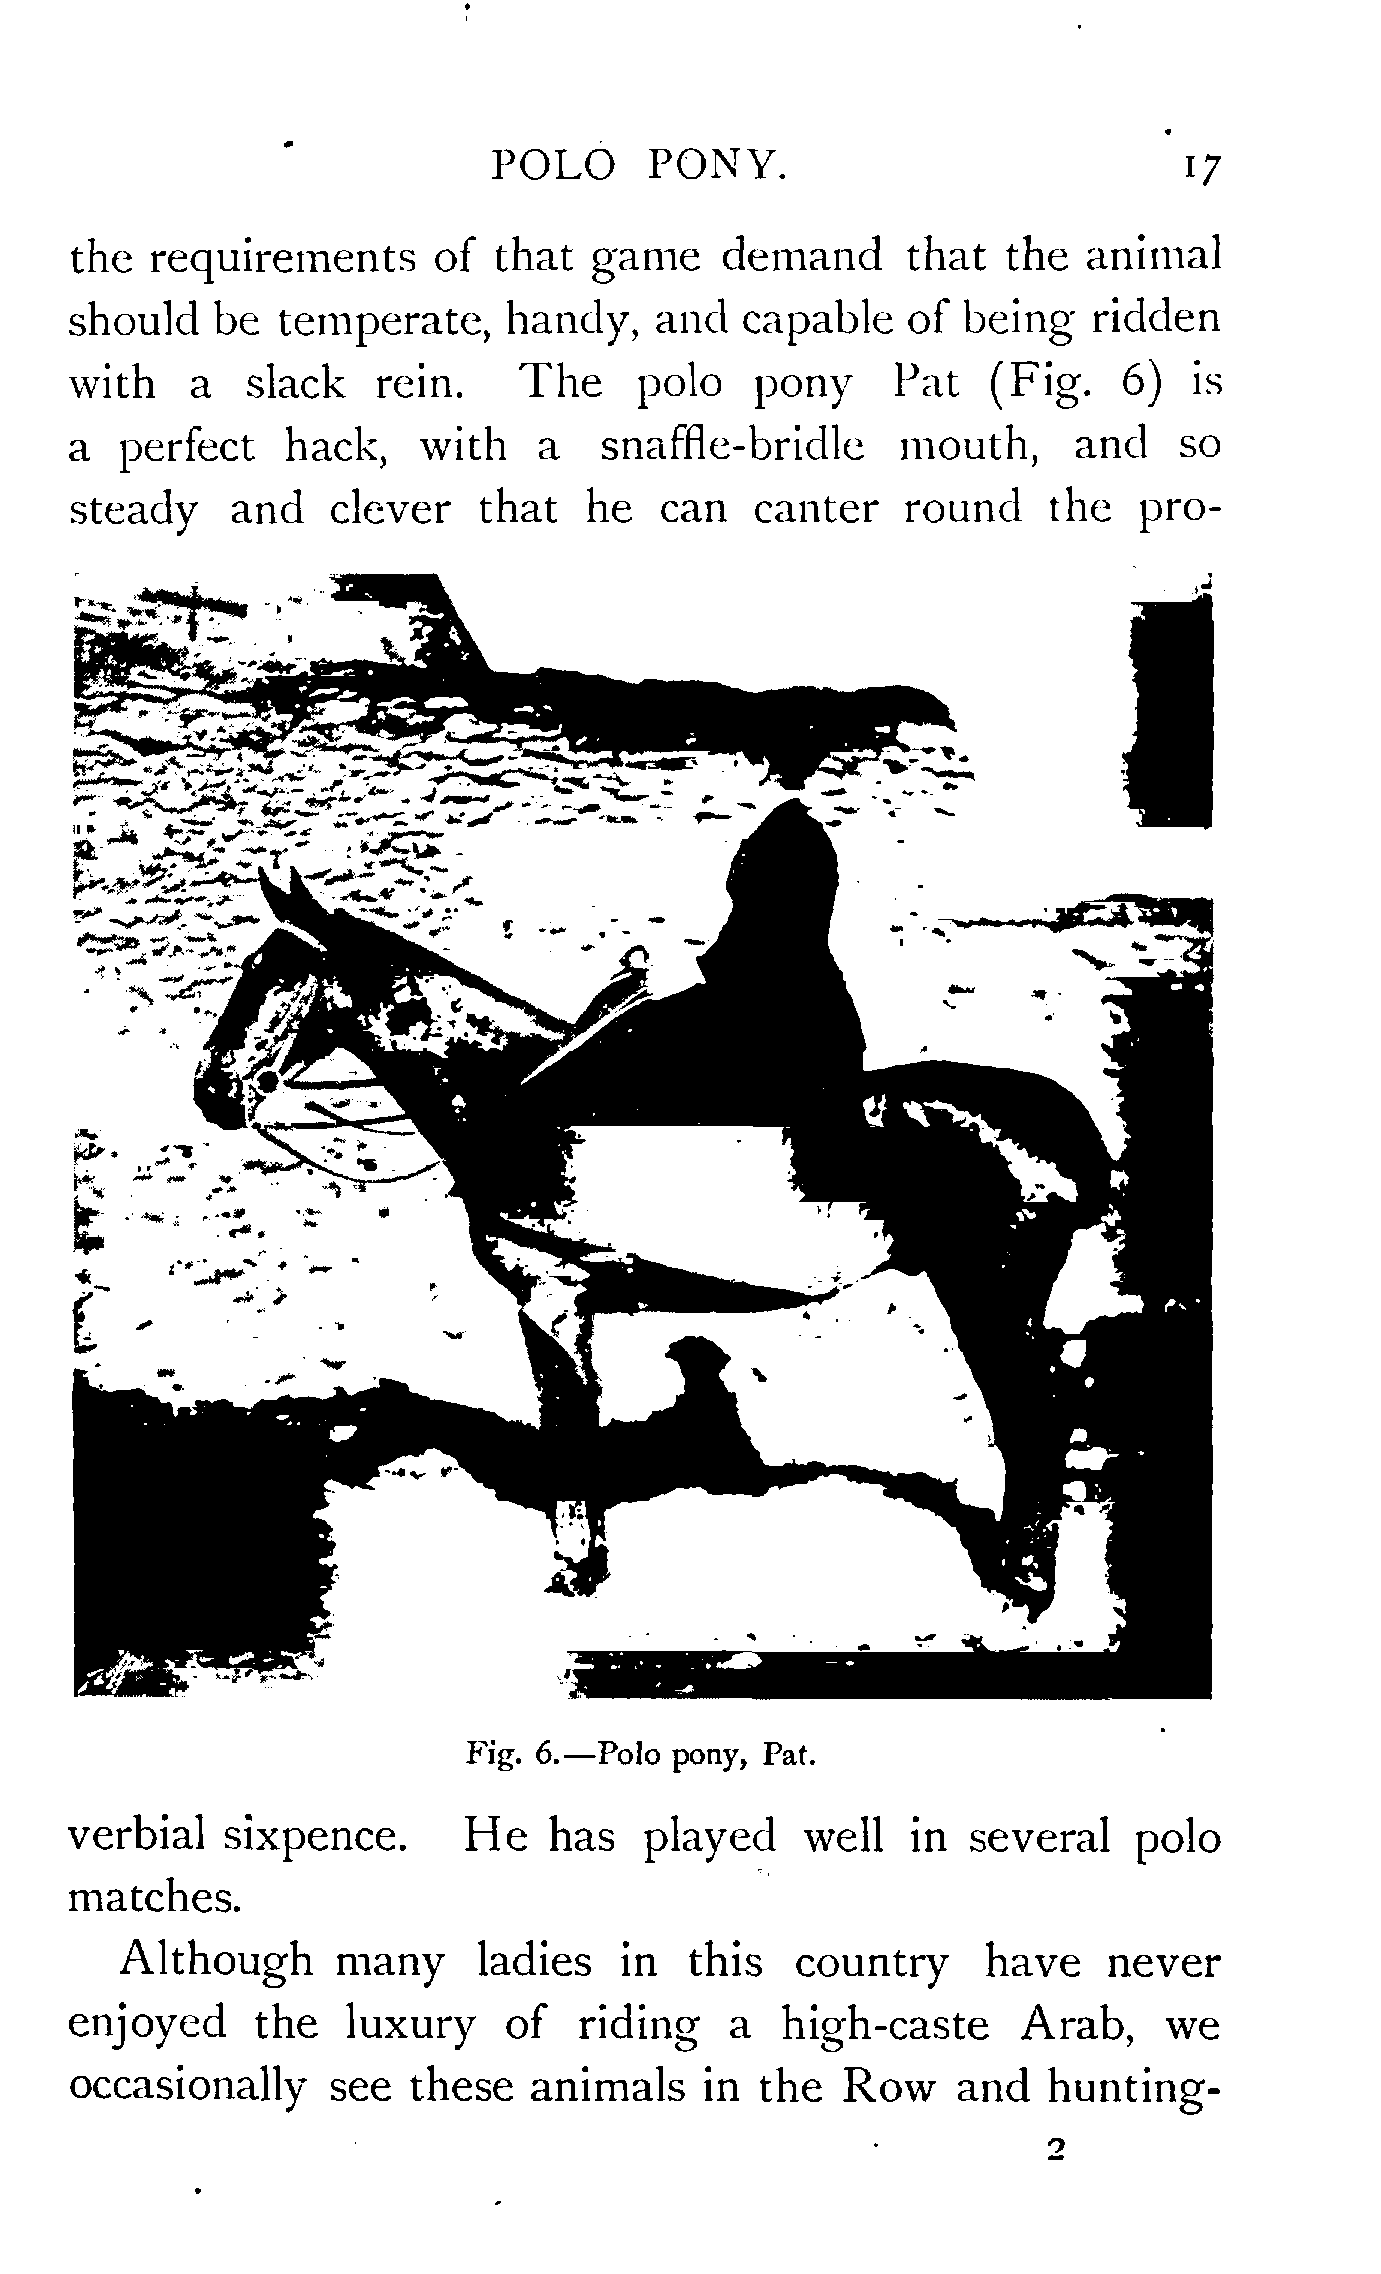 POLO PONY. 17
the requirements of that game demand that the animal
should be temperate, handy, and capable of being ridden
with a slack rein. The polo pony Pat (Fig. 6) is
a perfect hack, with a snaffle-bridle mouth, and so
steady and clever that he can canter round the pro-
Fig. 6.—Polo pony, Pat.
verbial sixpence. He has played well in several polo
matches.
Although many ladies in this country have never
enjoyed the luxury of riding a high-caste Arab, we
occasionally see these animals in the Row and hunting-
2